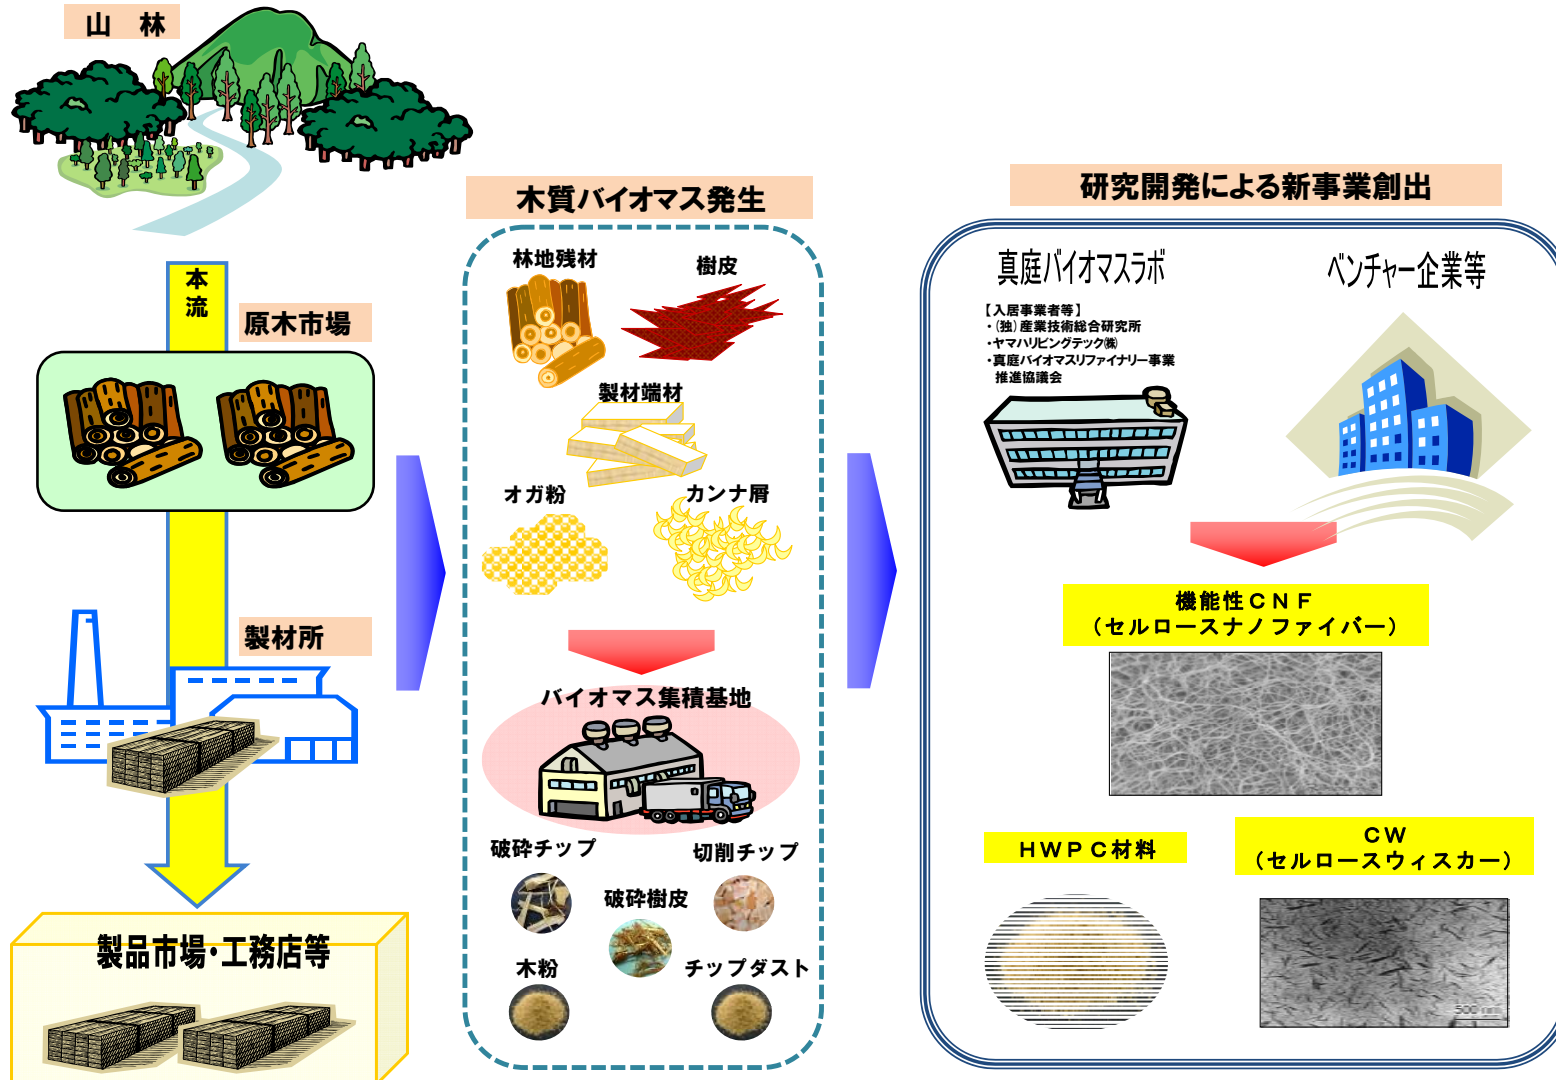 山 林
本
流
原木市場
製材所
製品市場・工務店等
木質バイオマス発生
林地残材
樹皮
製材端材
オガ粉
カンナ屑
バイオマス集積基地
破砕チップ
切削チップ
破砕樹皮
木粉
チップダスト
研究開発による新事業創出
真庭バイオマスラボ
ベンチャー企業等
【入居事業者等】
・(独)産業技術総合研究所
・ヤマハリビングテック㈱
・真庭バイオマスリファイナリー事業
推進協議会
機能性CNF
(セルロースナノファイバー)
HWPC材料
CW
(セルロースウィスカー)
500 nm